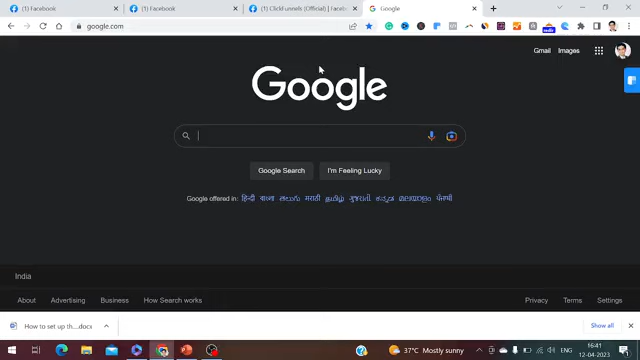 (1) Facebook
(1) Facebook
(1) ClickFunnels (Official) | Faceb
Google
google.com
Gmail
Images
Google
Google Search
I'm Feeling Lucky
Google offered in: हिन्दी বাংলা తెలుగు मराठी தமிழ் ગુજરાતી ಕನ್ನಡ മലയാളം ਪੰਜਾਬੀ
India
About
Advertising
Business
How Search works
Privacy
Terms
Settings
How to set up th....docx
Show all
37°C Mostly sunny
ENG
16:41
12-04-2023